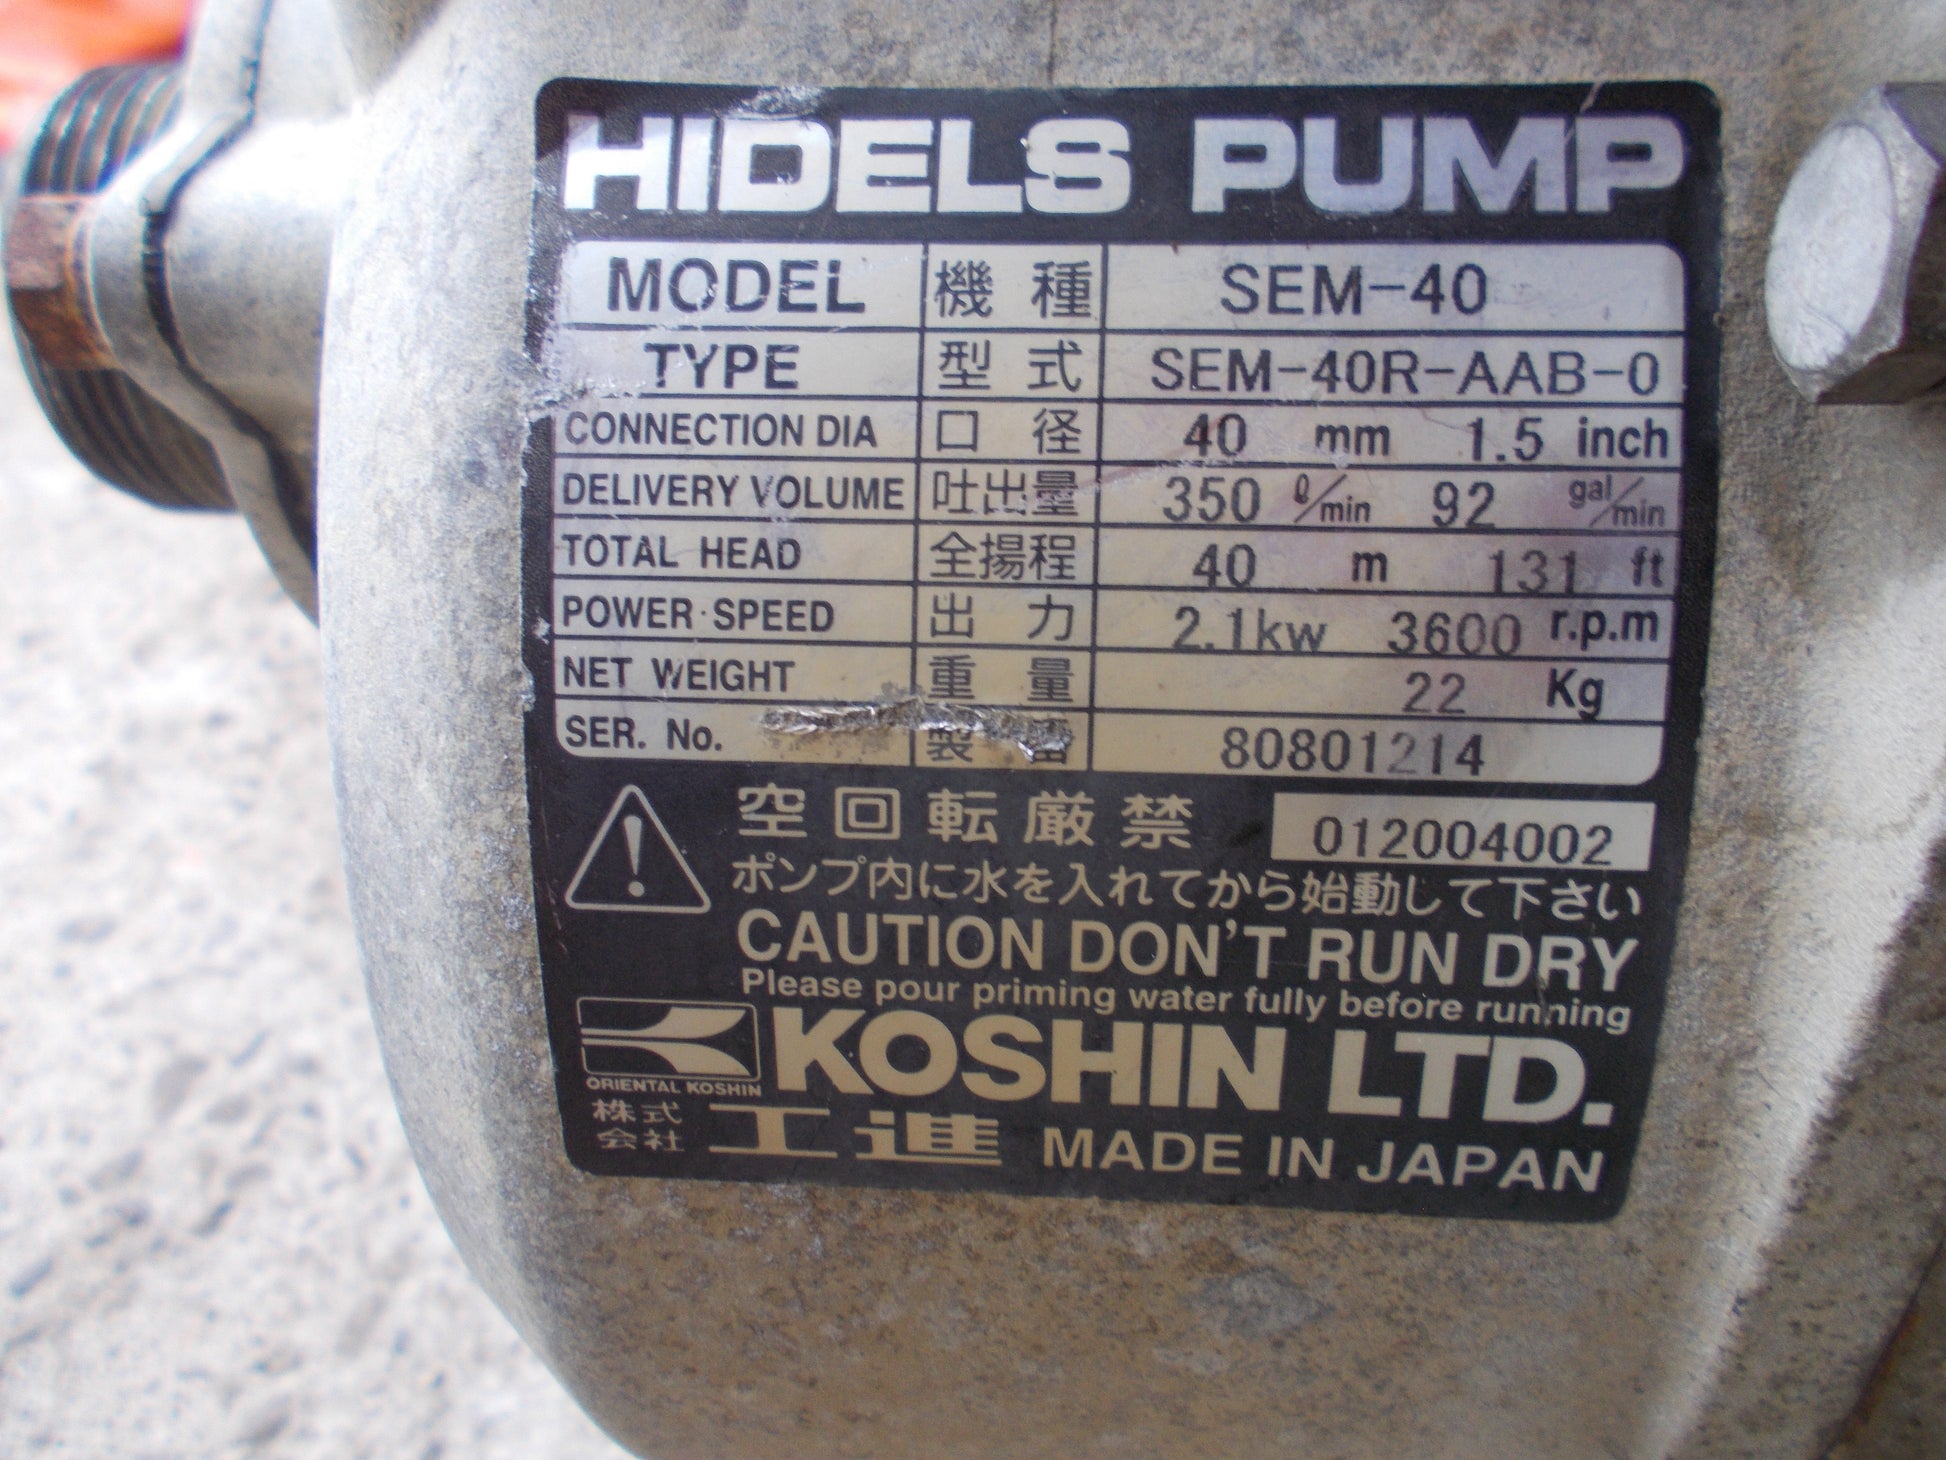 HIDELS PUMP
MODEL 機種 SEM-40
TYPE 型式 SEM-40R-AAB-0
CONNECTION DIA 口径 40 mm 1.5 inch
DELIVERY VOLUME 吐出量 350 ℓ/min 92 gal/min
TOTAL HEAD 全揚程 40 m 131 ft
POWER·SPEED 出力 2.1kw 3600 r.p.m
NET WEIGHT 重量 22 Kg
SER. No. 製番 80801214
空回転厳禁 012004002
ポンプ内に水を入れてから始動して下さい
CAUTION DON'T RUN DRY
Please pour priming water fully before running
KOSHIN LTD.
ORIENTAL KOSHIN
株式会社 工進 MADE IN JAPAN